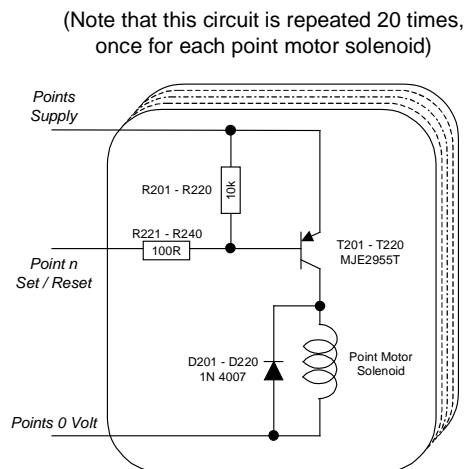 (Note that this circuit is repeated 20 times,
once for each point motor solenoid)
Points
Supply
R201 - R220
10k
R221 - R240
100R
Point n
Set / Reset
T201 - T220
MJE2955T
D201 - D220
1N 4007
Point Motor
Solenoid
Points 0 Volt